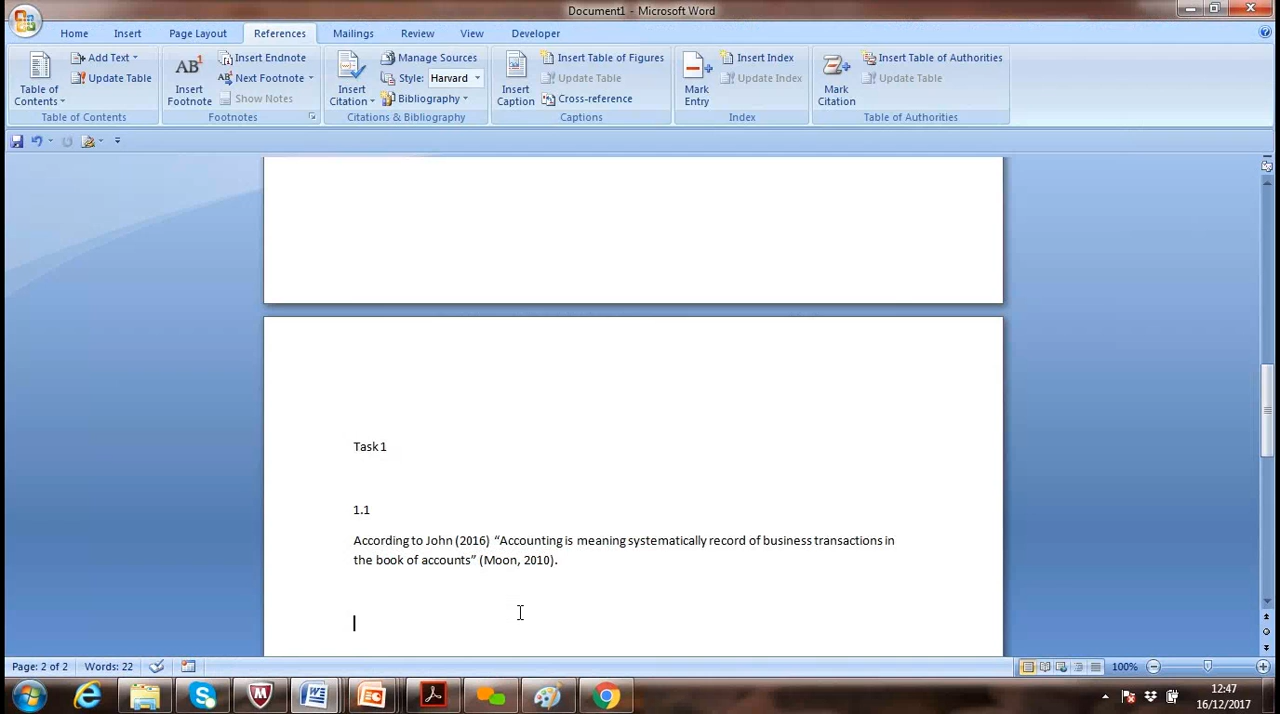 Document1 - Microsoft Word
Home Insert Page Layout References Mailings Review View Developer
Table of Contents
Add Text
Update Table
Table of Contents
AB¹
Insert Footnote
Insert Endnote
Next Footnote
Show Notes
Footnotes
Insert Citation
Manage Sources
Style: Harvard
Bibliography
Citations & Bibliography
Insert Caption
Insert Table of Figures
Update Table
Cross-reference
Captions
Mark Entry
Insert Index
Update Index
Index
Mark Citation
Insert Table of Authorities
Update Table
Table of Authorities
Task 1
1.1
According to John (2016) “Accounting is meaning systematically record of business transactions in
the book of accounts” (Moon, 2010).
Page: 2 of 2 Words: 22 100%
12:47
16/12/2017